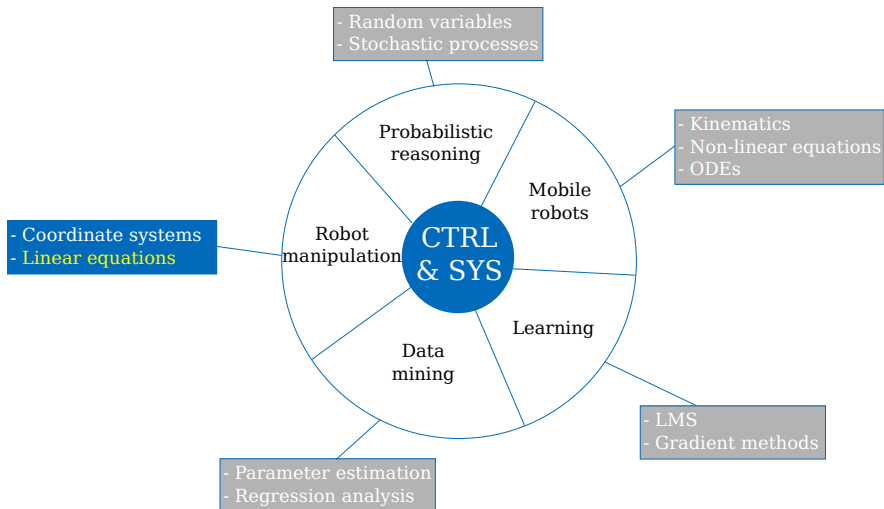 - Random variables
- Stochastic processes
Probabilistic
reasoning
- Kinematics
- Non-linear equations
- ODEs
Mobile
robots
- Coordinate systems
- Linear equations
Robot
manipulation
CTRL
& SYS
Learning
Data
mining
- LMS
- Gradient methods
- Parameter estimation
- Regression analysis